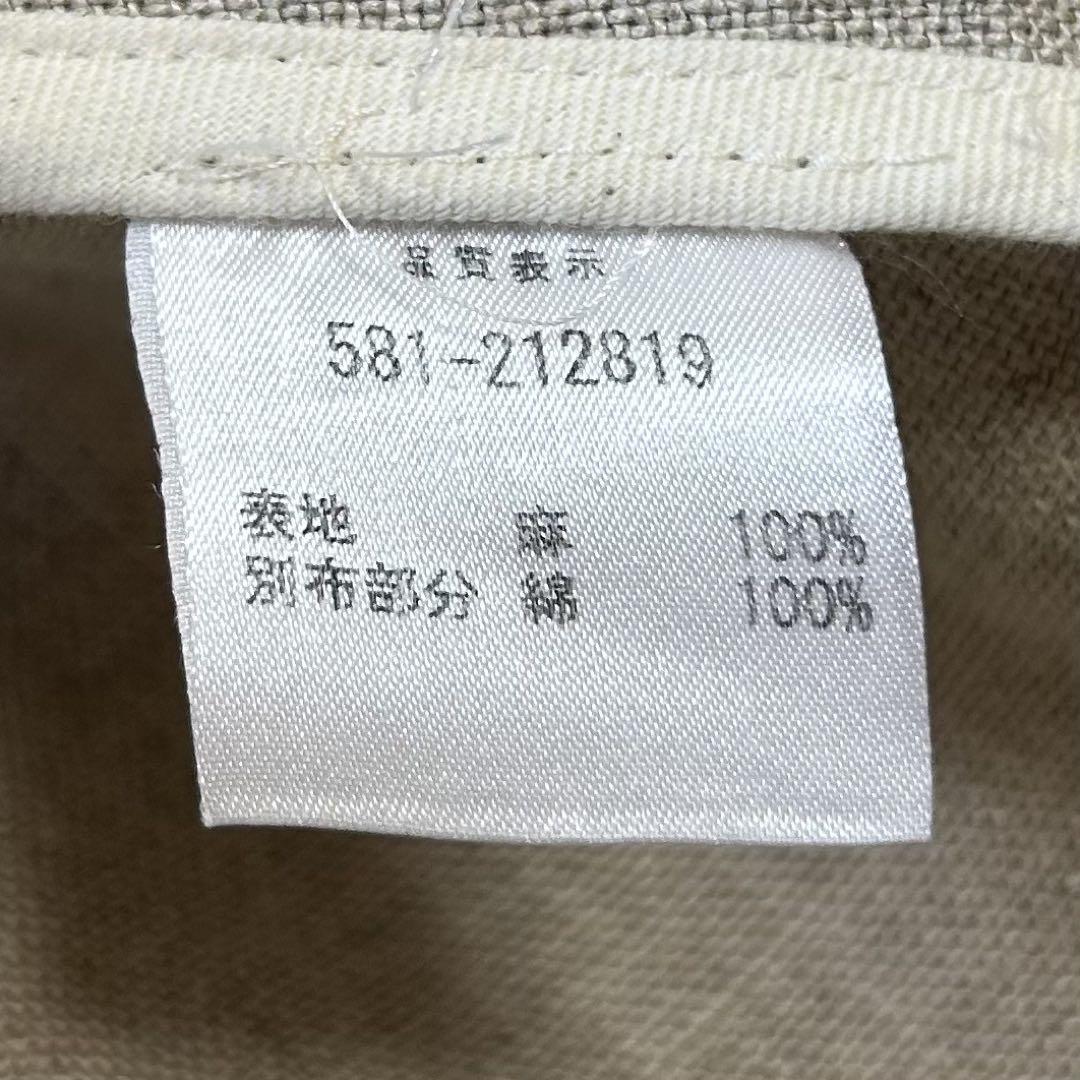 品質表示
581-212819
表地 麻 100%
別布部分 綿 100%